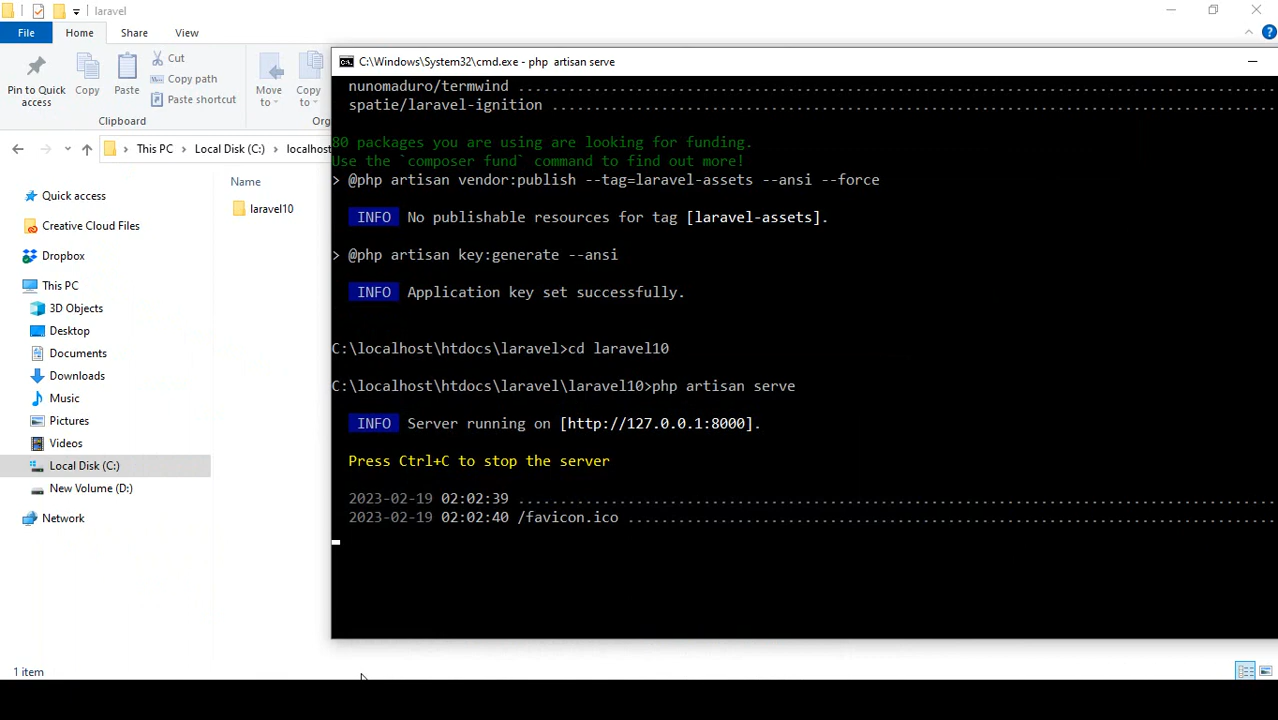 laravel
File Home Share View
Pin to Quick access
Copy
Paste
Cut
Copy path
Paste shortcut
Clipboard
Move to
Copy to
Org
This PC Local Disk (C:) localhost
Quick access
Creative Cloud Files
Dropbox
This PC
3D Objects
Desktop
Documents
Downloads
Music
Pictures
Videos
Local Disk (C:)
New Volume (D:)
Network
Name
laravel10
1 item
C:\Windows\System32\cmd.exe - php artisan serve
nunomaduro/termwind ........................................................................................
spatie/laravel-ignition ....................................................................................
80 packages you are using are looking for funding.
Use the `composer fund` command to find out more!
> @php artisan vendor:publish --tag=laravel-assets --ansi --force
INFO No publishable resources for tag [laravel-assets].
> @php artisan key:generate --ansi
INFO Application key set successfully.
C:\localhost\htdocs\laravel>cd laravel10
C:\localhost\htdocs\laravel\laravel10>php artisan serve
INFO Server running on [http://127.0.0.1:8000].
Press Ctrl+C to stop the server
2023-02-19 02:02:39 ........................................................................................
2023-02-19 02:02:40 /favicon.ico ...........................................................................